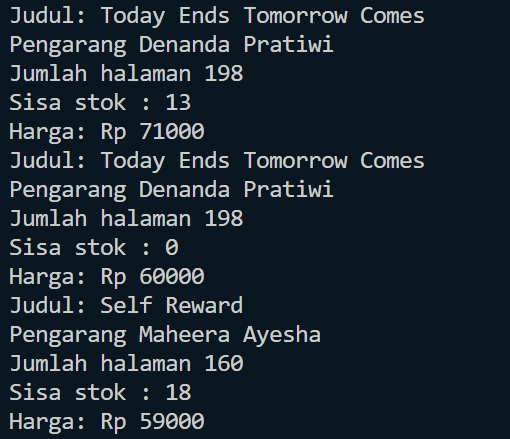 Judul: Today Ends Tomorrow Comes
Pengarang Denanda Pratiwi
Jumlah halaman 198
Sisa stok : 13
Harga: Rp 71000
Judul: Today Ends Tomorrow Comes
Pengarang Denanda Pratiwi
Jumlah halaman 198
Sisa stok : 0
Harga: Rp 60000
Judul: Self Reward
Pengarang Maheera Ayesha
Jumlah halaman 160
Sisa stok : 18
Harga: Rp 59000